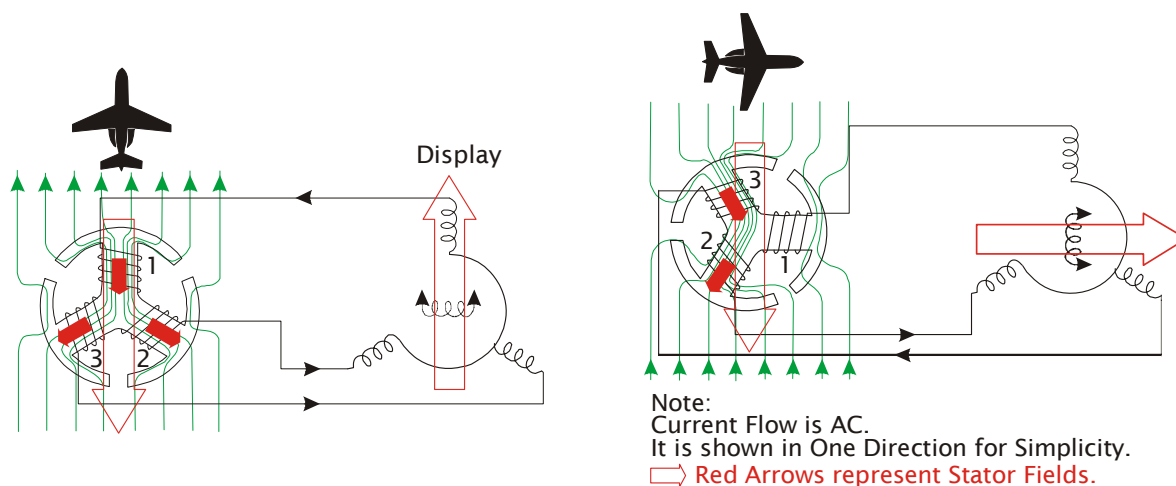 Display
1
3 2
3
2
1
Note:
Current Flow is AC.
It is shown in One Direction for Simplicity.
Red Arrows represent Stator Fields.